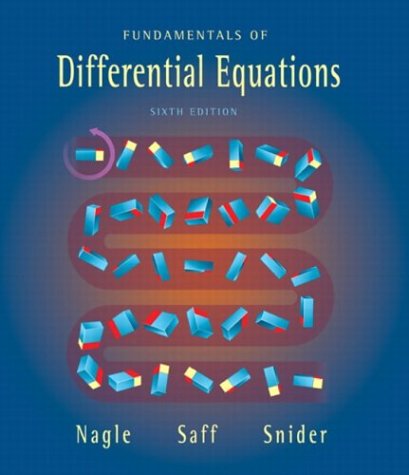 FUNDAMENTALS OF
Differential Equations
SIXTH EDITION
Nagle Saff Snider